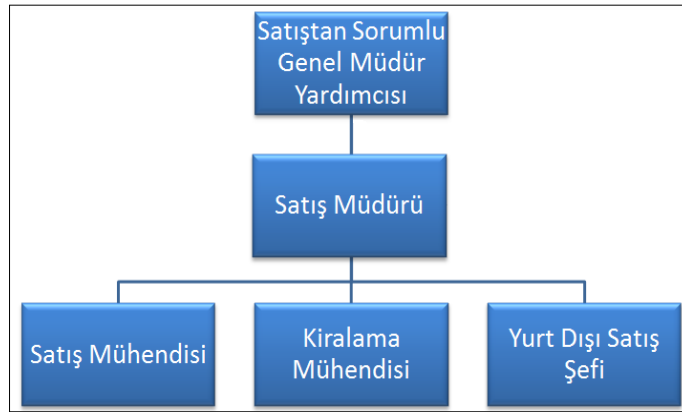 Satıştan Sorumlu
Genel Müdür
Yardımcısı
Satış Müdürü
Satış Mühendisi
Kiralama
Mühendisi
Yurt Dışı Satış
Şefi